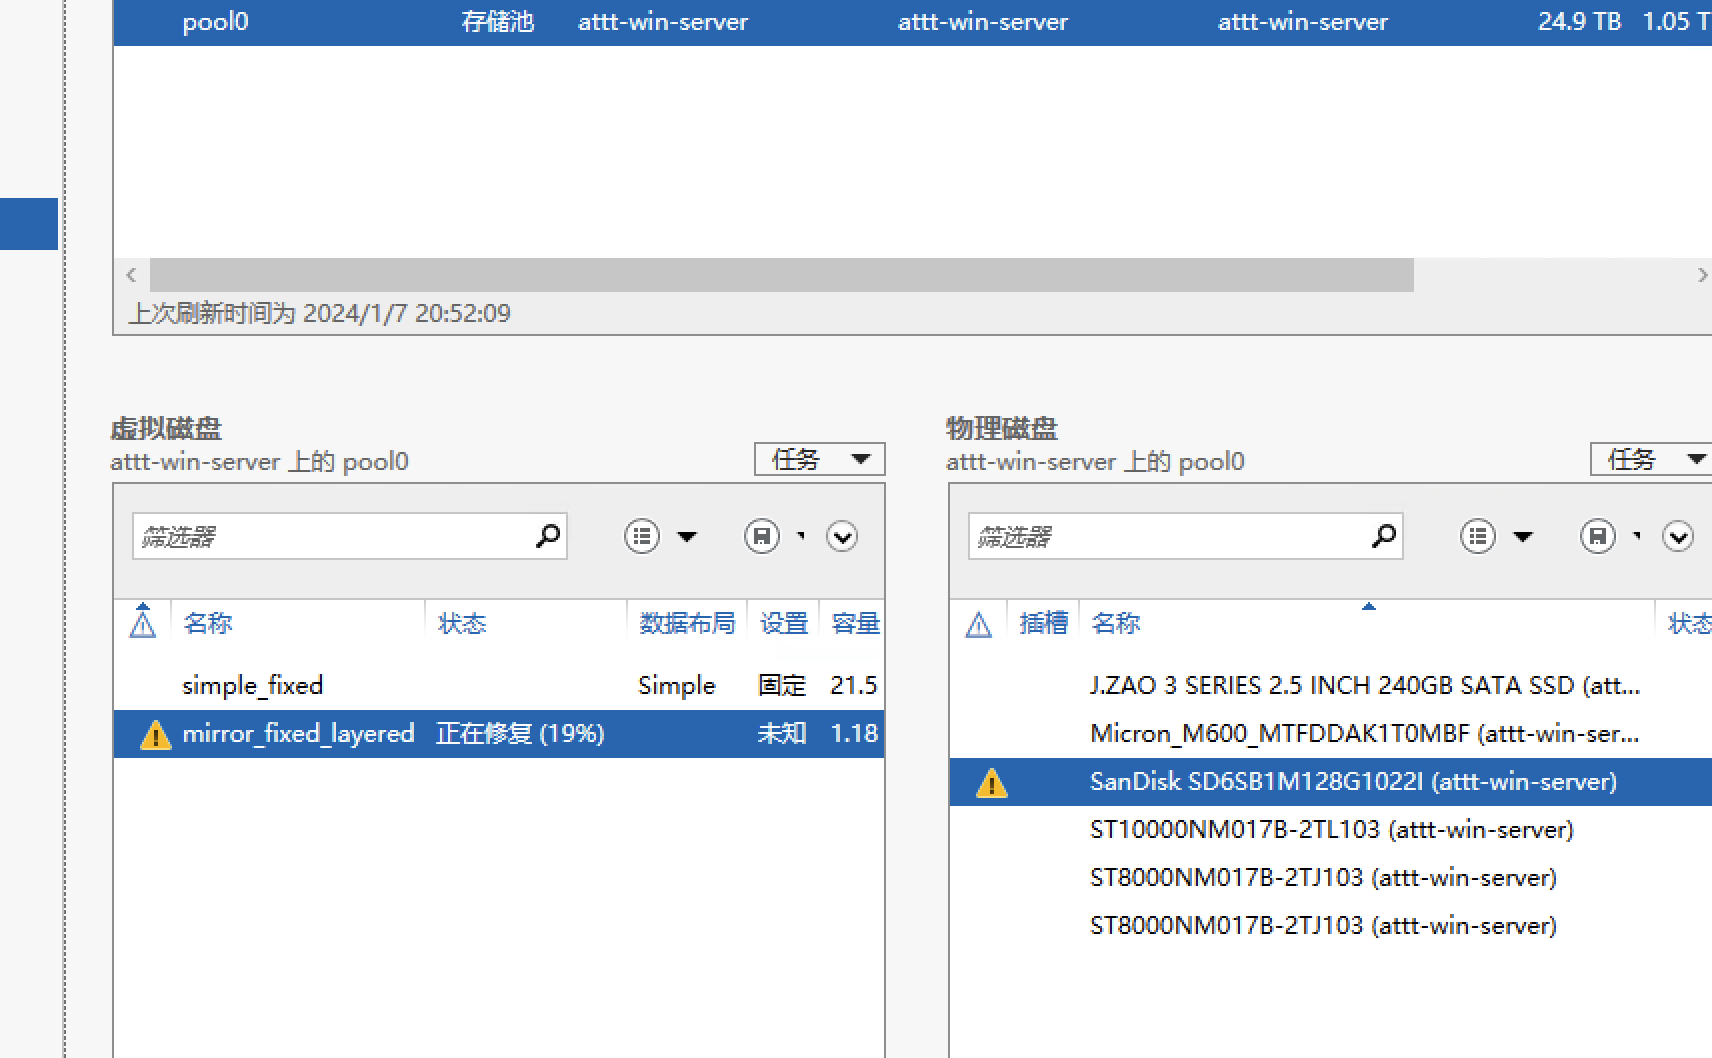 pool0 存储池 attt-win-server attt-win-server attt-win-server 24.9 TB 1.05 T
上次刷新时间为 2024/1/7 20:52:09
虚拟磁盘
attt-win-server 上的 pool0
任务
筛选器
名称 状态 数据布局 设置 容量
simple_fixed Simple 固定 21.5
mirror_fixed_layered 正在修复 (19%) 未知 1.18
物理磁盘
attt-win-server 上的 pool0
任务
筛选器
插槽 名称 状态
J.ZAO 3 SERIES 2.5 INCH 240GB SATA SSD (att...
Micron_M600_MTFDDAK1T0MBF (attt-win-ser...
SanDisk SD6SB1M128G1022I (attt-win-server)
ST10000NM017B-2TL103 (attt-win-server)
ST8000NM017B-2TJ103 (attt-win-server)
ST8000NM017B-2TJ103 (attt-win-server)